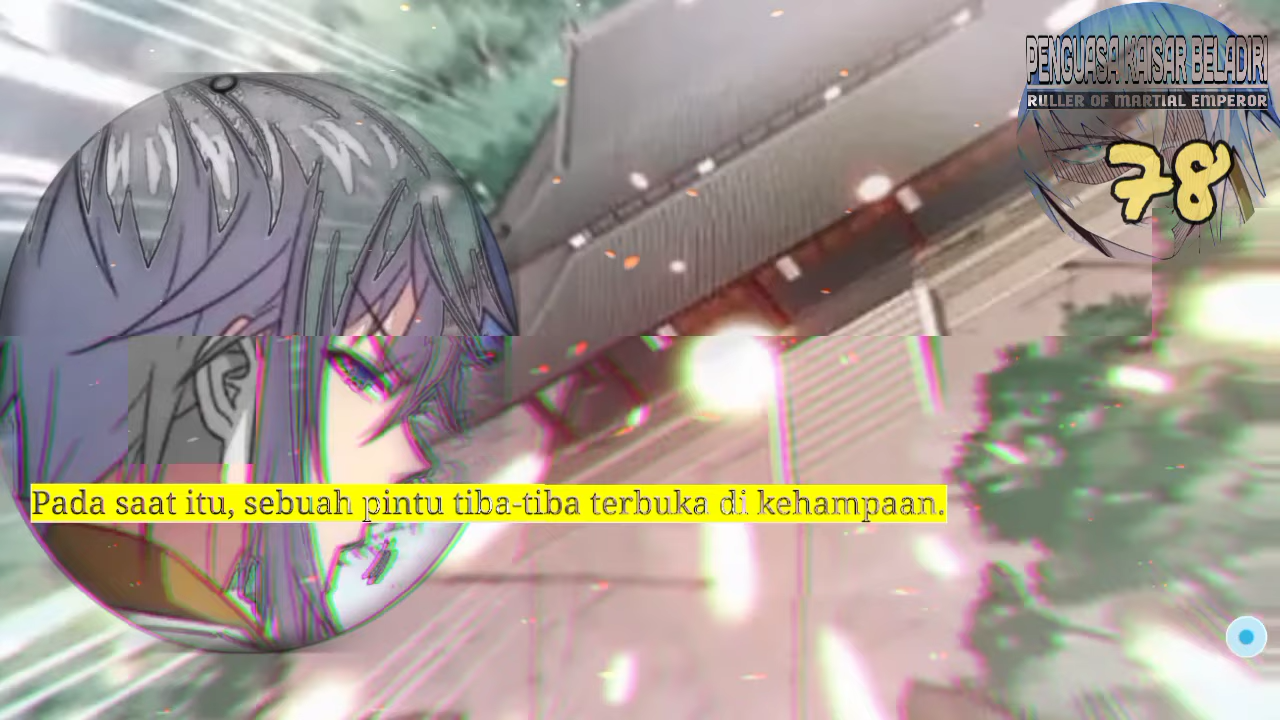 PENGUASA KAISAR BELADIRI
RULLER OF MARTIAL EMPEROR
78
Pada saat itu, sebuah pintu tiba-tiba terbuka di kehampaan.